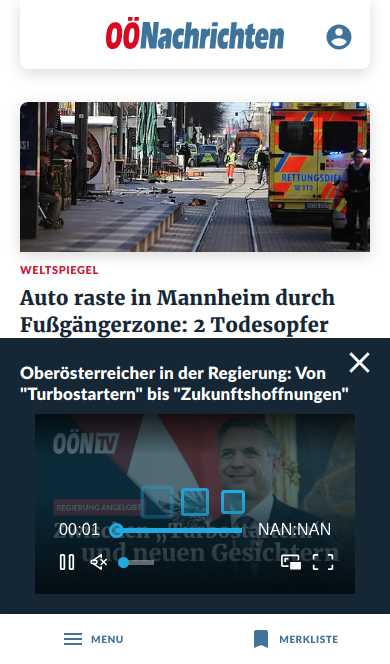 OÖNachrichten
RETTUNGSDIENST
WELTSPIEGEL
Auto raste in Mannheim durch
Fußgängerzone: 2 Todesopfer
Oberösterreicher in der Regierung: Von
"Turbostartern" bis "Zukunftshoffnungen"
OÖN TV
REGIERUNG ANGELOBT
Zwischen „Turbostartern“
und neuen Gesichtern
00:01
NAN:NAN
MENU
MERKLISTE